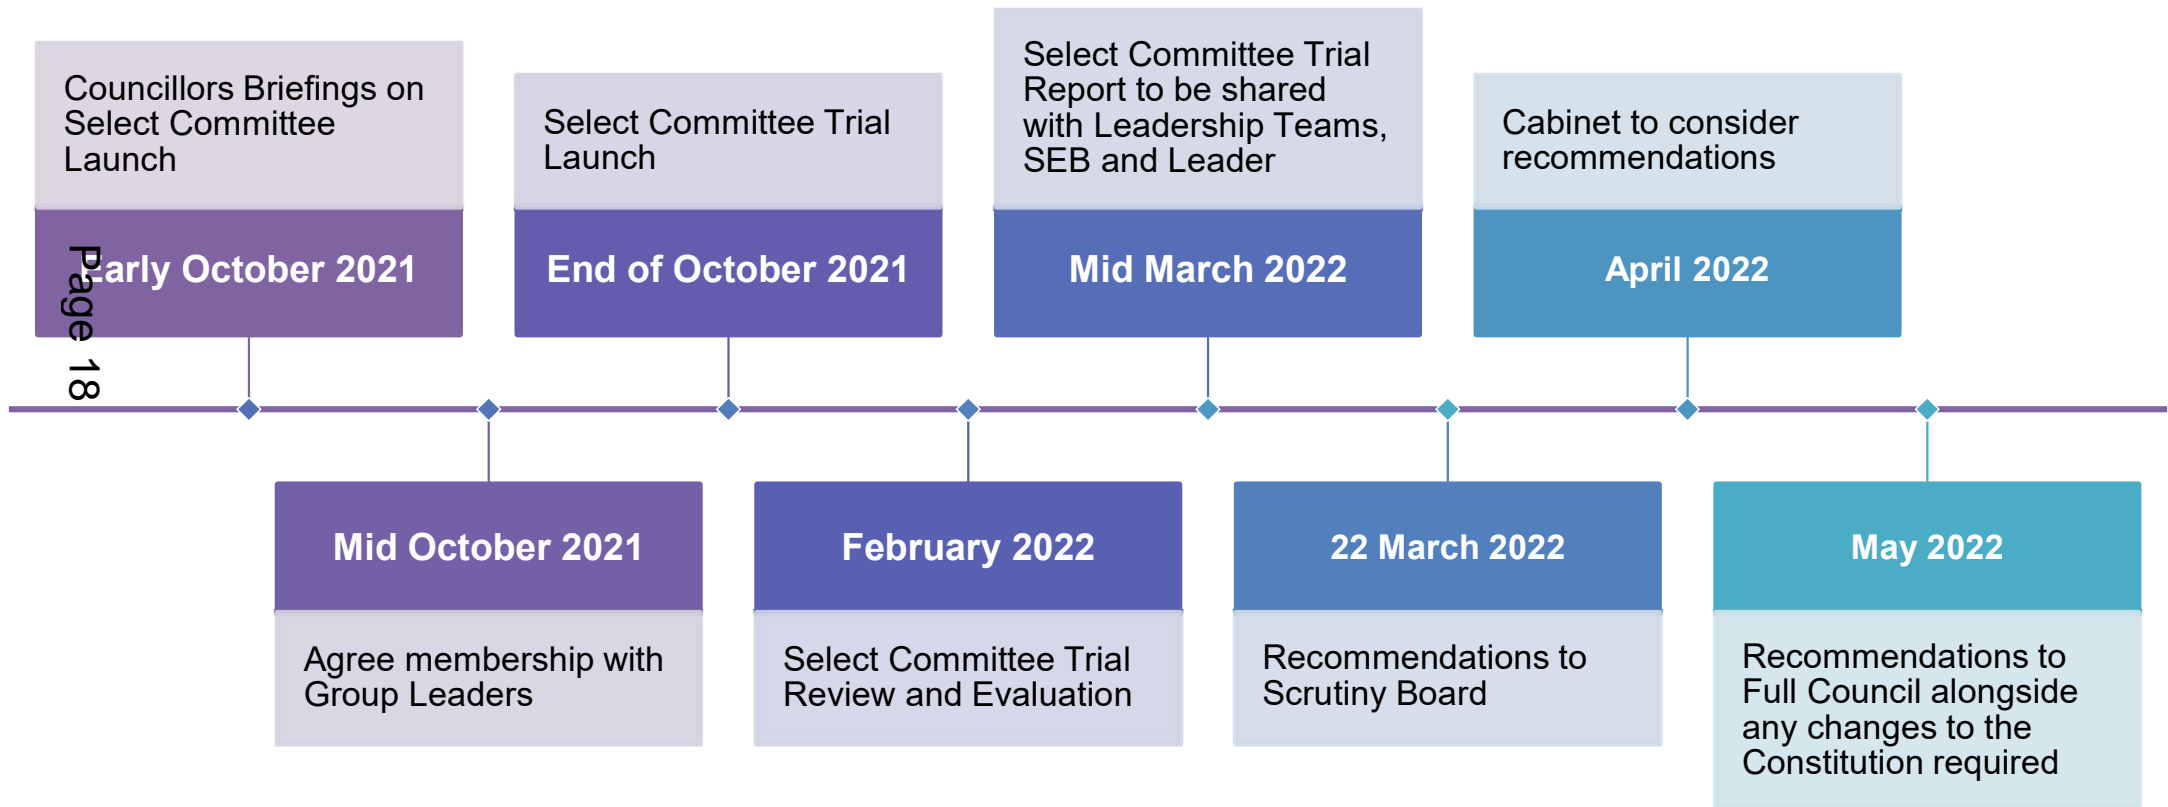 Councillors Briefings on
Select Committee
Launch
Early October 2021
Page 18
Mid October 2021
Agree membership with
Group Leaders
Select Committee Trial
Launch
End of October 2021
February 2022
Select Committee Trial
Review and Evaluation
Select Committee Trial
Report to be shared
with Leadership Teams,
SEB and Leader
Mid March 2022
22 March 2022
Recommendations to
Scrutiny Board
Cabinet to consider
recommendations
April 2022
May 2022
Recommendations to
Full Council alongside
any changes to the
Constitution required